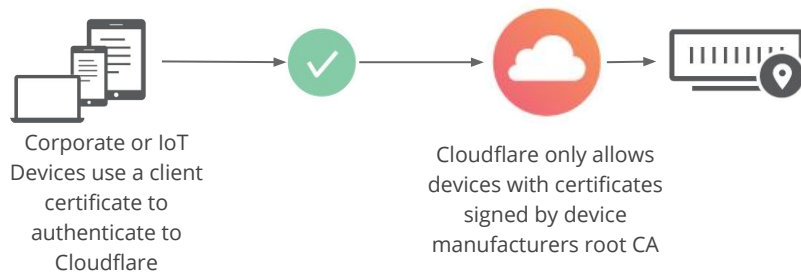 Corporate or IoT
Devices use a client
certificate to
authenticate to
Cloudflare
Cloudflare only allows
devices with certificates
signed by device
manufacturers root CA